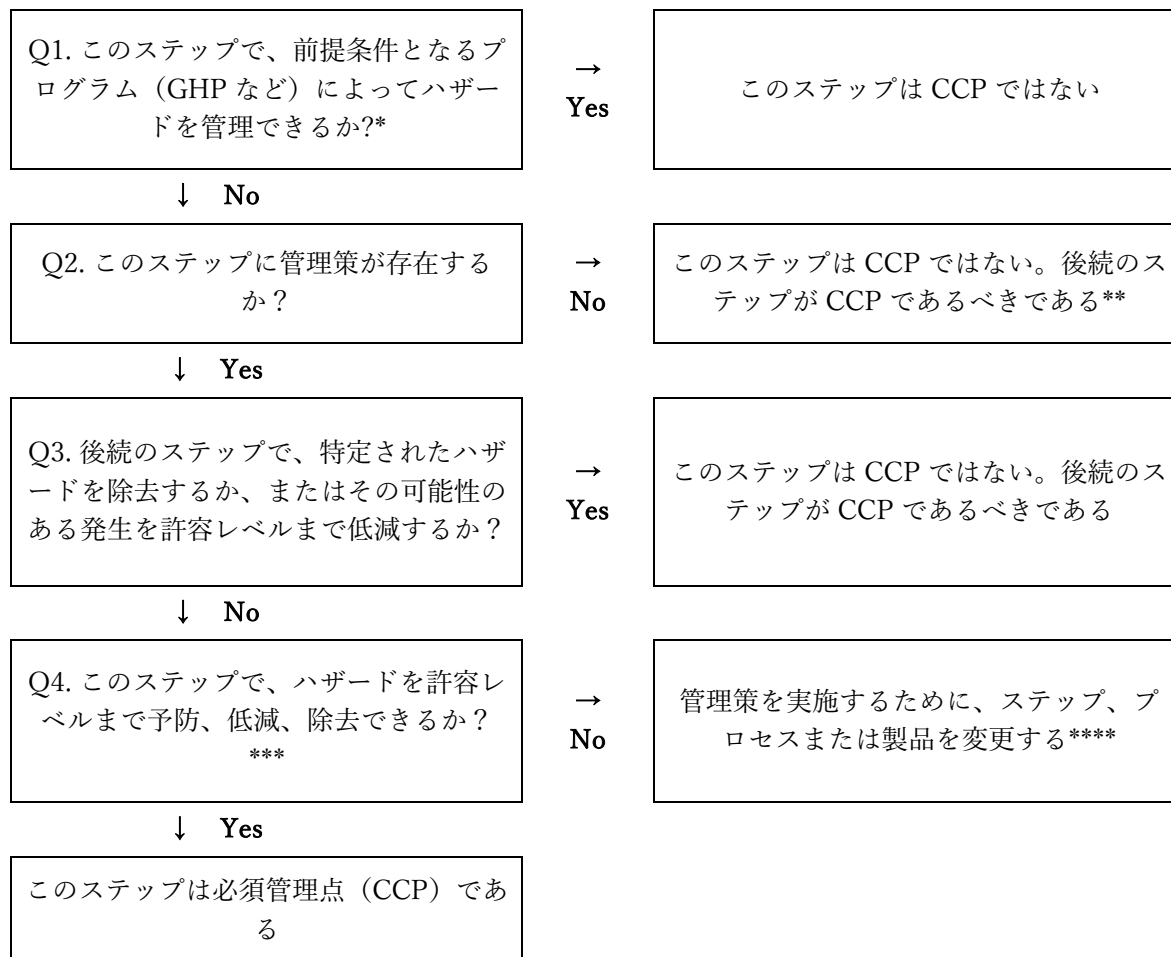 Q1. このステップで、前提条件となるプ
ログラム（GHP など）によってハザー
ドを管理できるか?*
→
Yes
このステップは CCP ではない
↓ No
Q2. このステップに管理策が存在する
か？
→
No
このステップは CCP ではない。後続のス
テップが CCP であるべきである**
↓ Yes
Q3. 後続のステップで、特定されたハザ
ードを除去するか、またはその可能性の
ある発生を許容レベルまで低減するか？
→
Yes
このステップは CCP ではない。後続のス
テップが CCP であるべきである
↓ No
Q4. このステップで、ハザードを許容レ
ベルまで予防、低減、除去できるか？
***
→
No
管理策を実施するために、ステップ、プ
ロセスまたは製品を変更する****
↓ Yes
このステップは必須管理点（CCP）であ
る